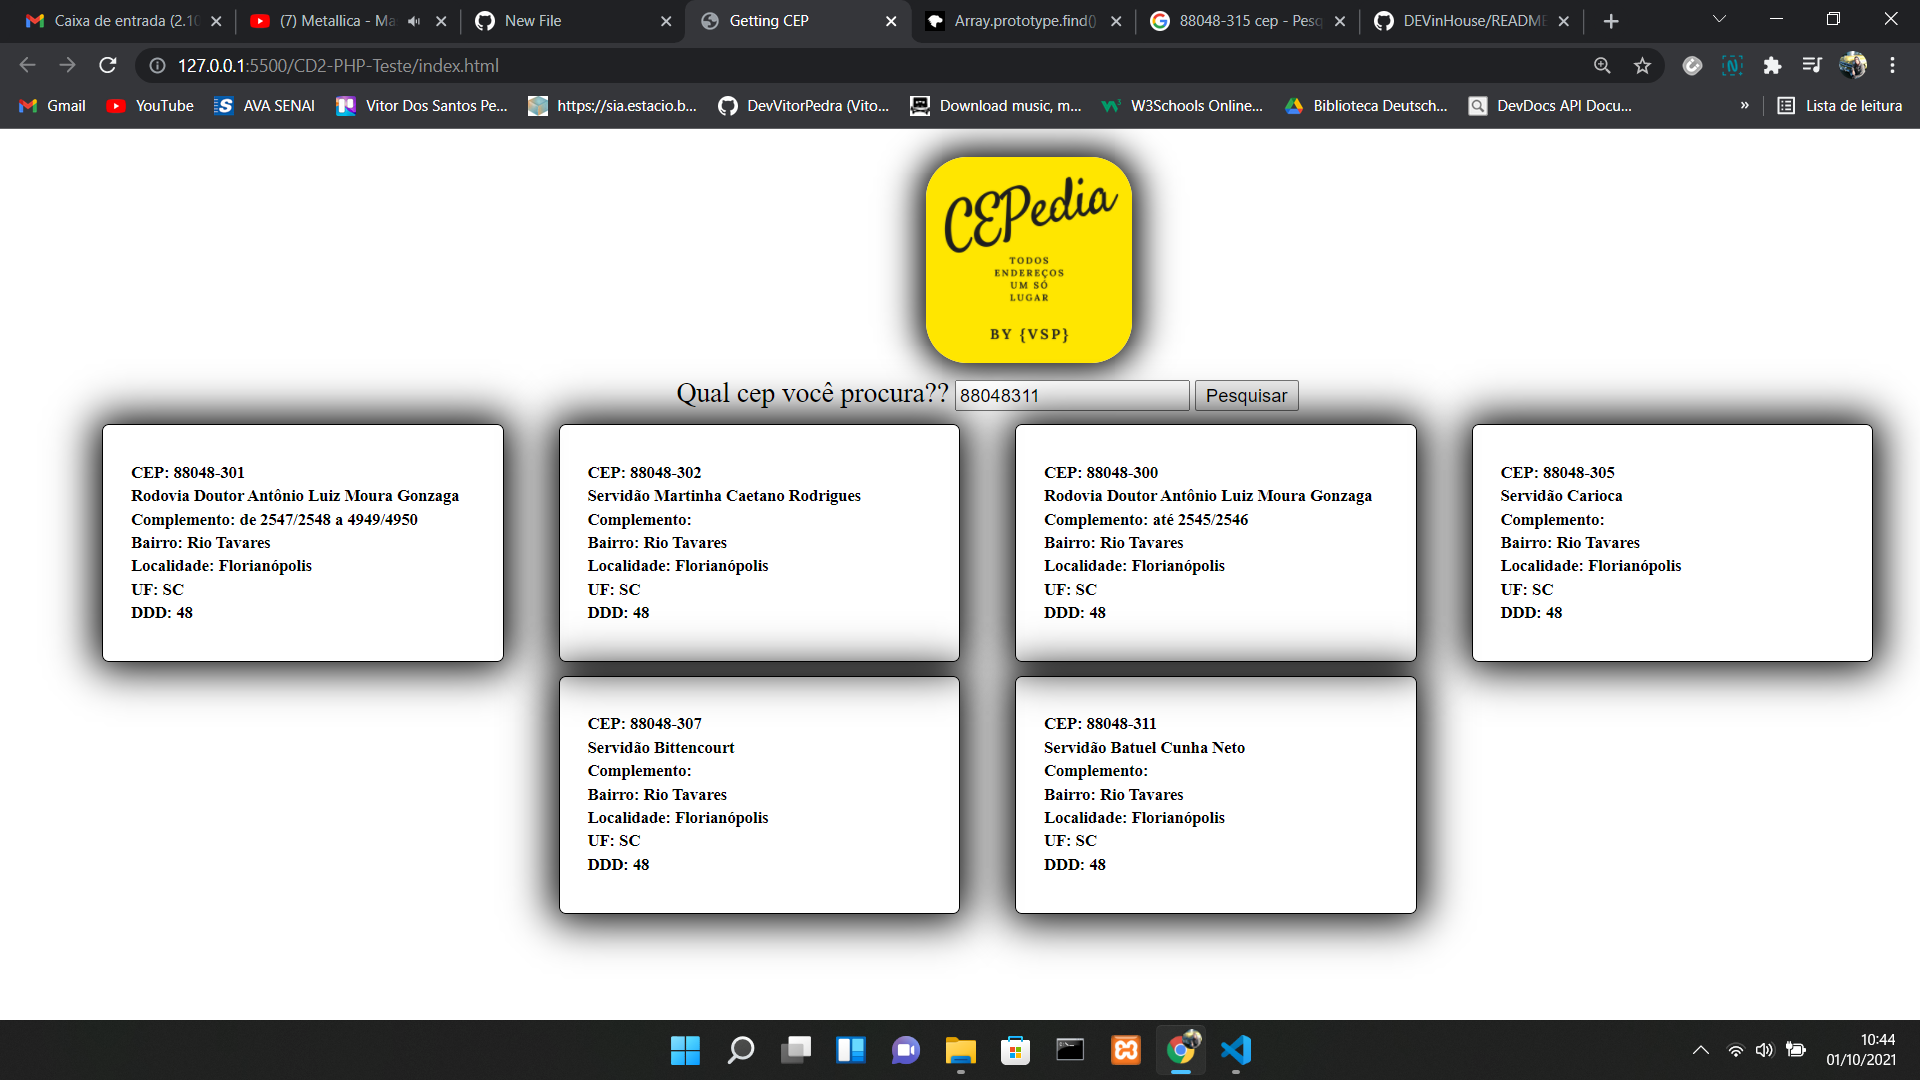 Caixa de entrada (2.10
(7) Metallica - Ma
New File
Getting CEP
Array.prototype.find()
88048-315 cep - Pesq
DEVinHouse/README
127.0.0.1:5500/CD2-PHP-Teste/index.html
Gmail
YouTube
AVA SENAI
Vitor Dos Santos Pe...
https://sia.estacio.b...
DevVitorPedra (Vito...
Download music, m...
W3Schools Online...
Biblioteca Deutsch...
DevDocs API Docu...
»
Lista de leitura
CEPedia
TODOS
ENDEREÇOS
UM SÓ
LUGAR
BY {VSP}
Qual cep você procura?? 88048311 Pesquisar
CEP: 88048-301
Rodovia Doutor Antônio Luiz Moura Gonzaga
Complemento: de 2547/2548 a 4949/4950
Bairro: Rio Tavares
Localidade: Florianópolis
UF: SC
DDD: 48
CEP: 88048-302
Servidão Martinha Caetano Rodrigues
Complemento:
Bairro: Rio Tavares
Localidade: Florianópolis
UF: SC
DDD: 48
CEP: 88048-300
Rodovia Doutor Antônio Luiz Moura Gonzaga
Complemento: até 2545/2546
Bairro: Rio Tavares
Localidade: Florianópolis
UF: SC
DDD: 48
CEP: 88048-305
Servidão Carioca
Complemento:
Bairro: Rio Tavares
Localidade: Florianópolis
UF: SC
DDD: 48
CEP: 88048-307
Servidão Bittencourt
Complemento:
Bairro: Rio Tavares
Localidade: Florianópolis
UF: SC
DDD: 48
CEP: 88048-311
Servidão Batuel Cunha Neto
Complemento:
Bairro: Rio Tavares
Localidade: Florianópolis
UF: SC
DDD: 48
10:44
01/10/2021